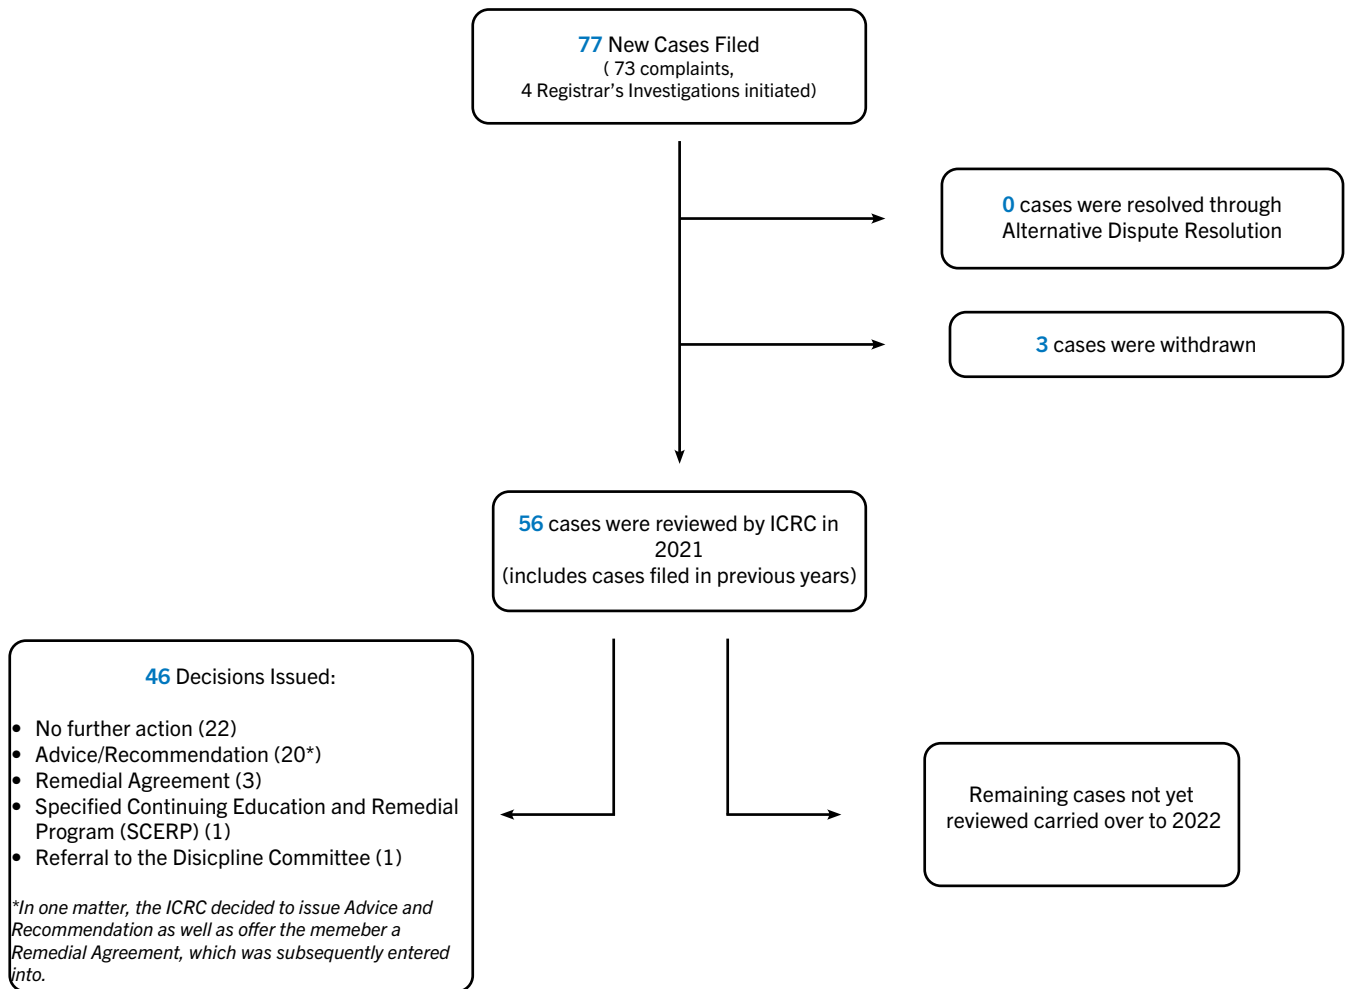 77 New Cases Filed
( 73 complaints,
4 Registrar's Investigations initiated)
0 cases were resolved through
Alternative Dispute Resolution
3 cases were withdrawn
56 cases were reviewed by ICRC in
2021
(includes cases filed in previous years)
46 Decisions Issued:
• No further action (22)
• Advice/Recommendation (20*)
• Remedial Agreement (3)
• Specified Continuing Education and Remedial
Program (SCERP) (1)
• Referral to the Disicpline Committee (1)
*In one matter, the ICRC decided to issue Advice and
Recommendation as well as offer the memeber a
Remedial Agreement, which was subsequently entered
into.
Remaining cases not yet
reviewed carried over to 2022